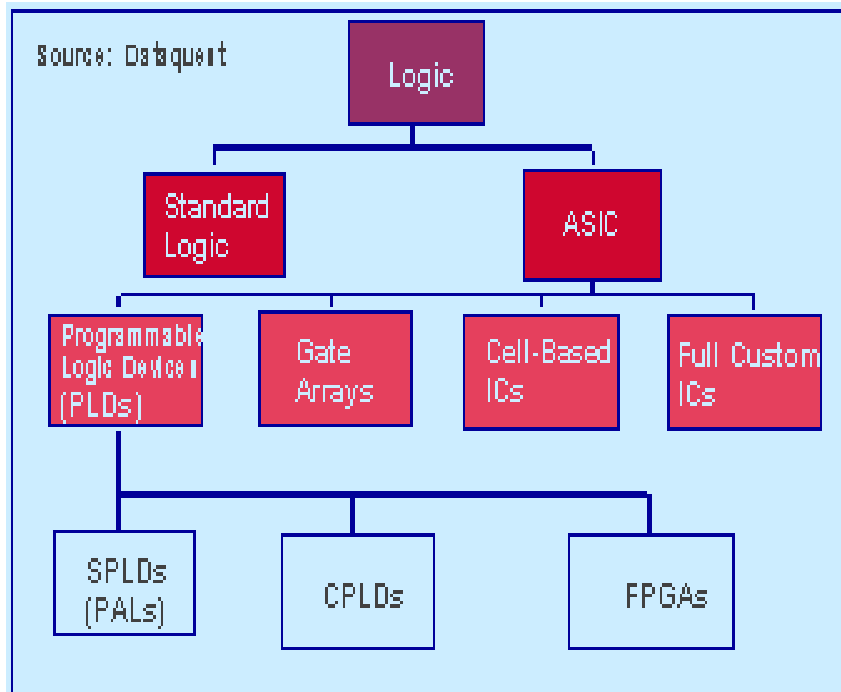 Source: Dataquest
Logic
Standard
Logic
ASIC
Programmable
Logic Devices
(PLDs)
Gate
Arrays
Cell-Based
ICs
Full Custom
ICs
SPLDs
(PALs)
CPLDs
FPGAs